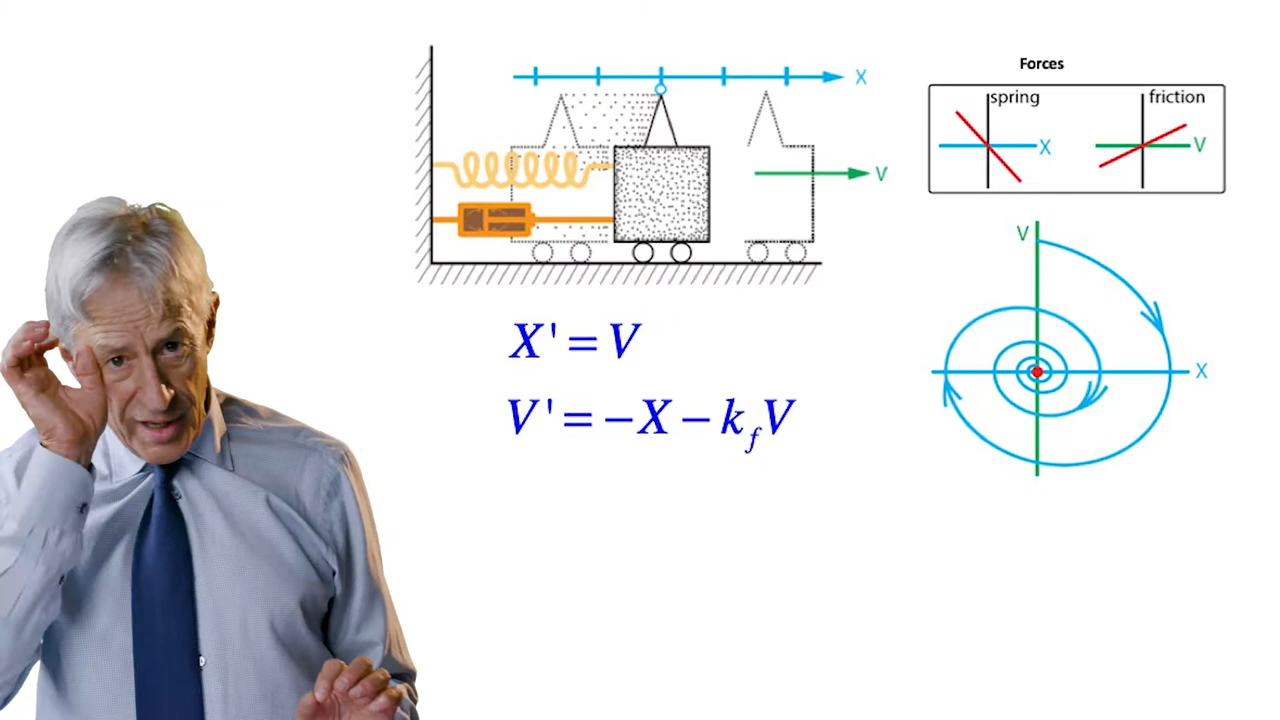 X
V
X' = V
V' = −X − k_f V
Forces
spring
friction
X
V
V
X